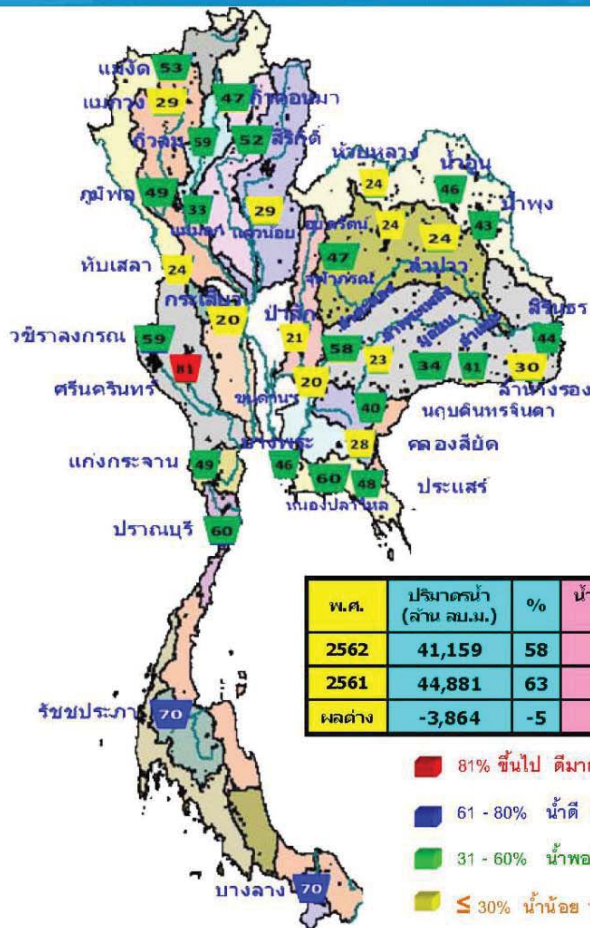 แม่งัด 53
แม่กวง 29
47 กิ่วคอหมา
กิ่วลม 59
52 สิริกิติ์
ห้วยหลวง 24
น้ำอูน 46
น้ำพุง 43
ภูมิพล 49
33
29 แควน้อย
อุบลรัตน์ 24
24 ลำปาว
47 จุฬาภรณ์
ทับเสลา 24
กระเสียว 20
ป่าสัก 21
สิรินธร 44
วชิราลงกรณ 59
58
23
34
41
30
ลำนางรอง
ศรีนครินทร์ 81
ขุนด่านฯ 20
40 นฤบดินทรจินดา
28 คลองสียัด
บางพระ 46
แก่งกระจาน 49
60 หนองปลาไหล
48 ประแสร์
ปราณบุรี 60
พ.ศ. ปริมาตรน้ำ (ล้าน ลบ.ม.) %
2562 41,159 58
2561 44,881 63
ผลต่าง -3,864 -5
รัชชประภา 70
81% ขึ้นไป
61 - 80% น้ำดี
31 - 60%
≤ 30% น้ำน้อย
บางลาง 70